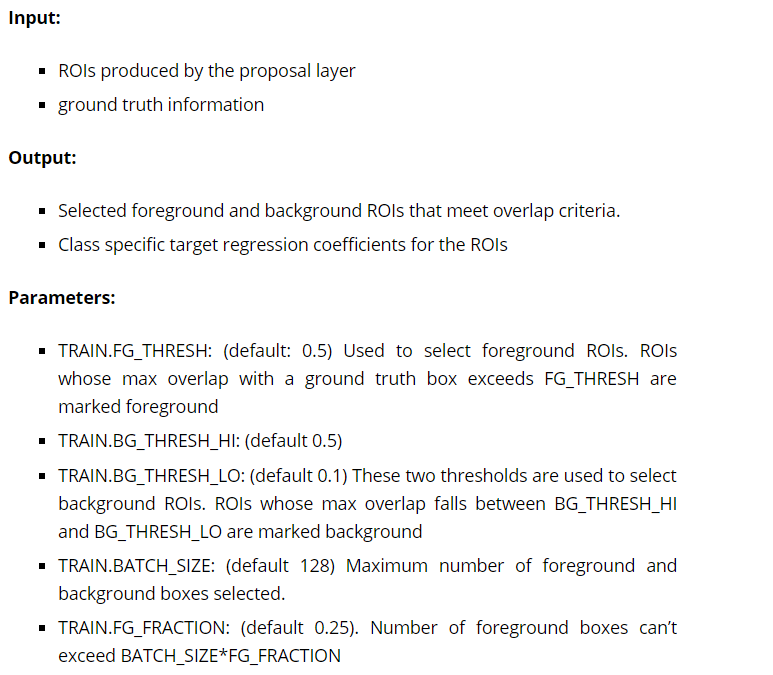 Input:
ROIs produced by the proposal layer
ground truth information
Output:
Selected foreground and background ROIs that meet overlap criteria.
Class specific target regression coefficients for the ROIs
Parameters:
TRAIN.FG_THRESH: (default: 0.5) Used to select foreground ROIs. ROIs
whose max overlap with a ground truth box exceeds FG_THRESH are
marked foreground
TRAIN.BG_THRESH_HI: (default 0.5)
TRAIN.BG_THRESH_LO: (default 0.1) These two thresholds are used to select
background ROIs. ROIs whose max overlap falls between BG_THRESH_HI
and BG_THRESH_LO are marked background
TRAIN.BATCH_SIZE: (default 128) Maximum number of foreground and
background boxes selected.
TRAIN.FG_FRACTION: (default 0.25). Number of foreground boxes can’t
exceed BATCH_SIZE*FG_FRACTION